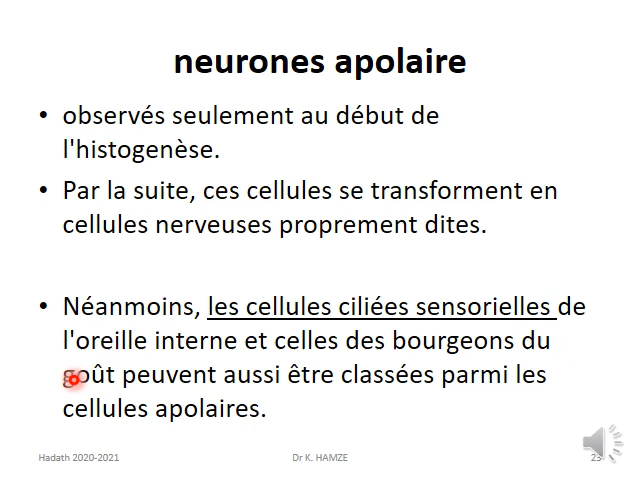 neurones apolaire
• observés seulement au début de
l'histogenèse.
• Par la suite, ces cellules se transforment en
cellules nerveuses proprement dites.
• Néanmoins, les cellules ciliées sensorielles de
l'oreille interne et celles des bourgeons du
goût peuvent aussi être classées parmi les
cellules apolaires.
Hadath 2020-2021 Dr K. HAMZE 23